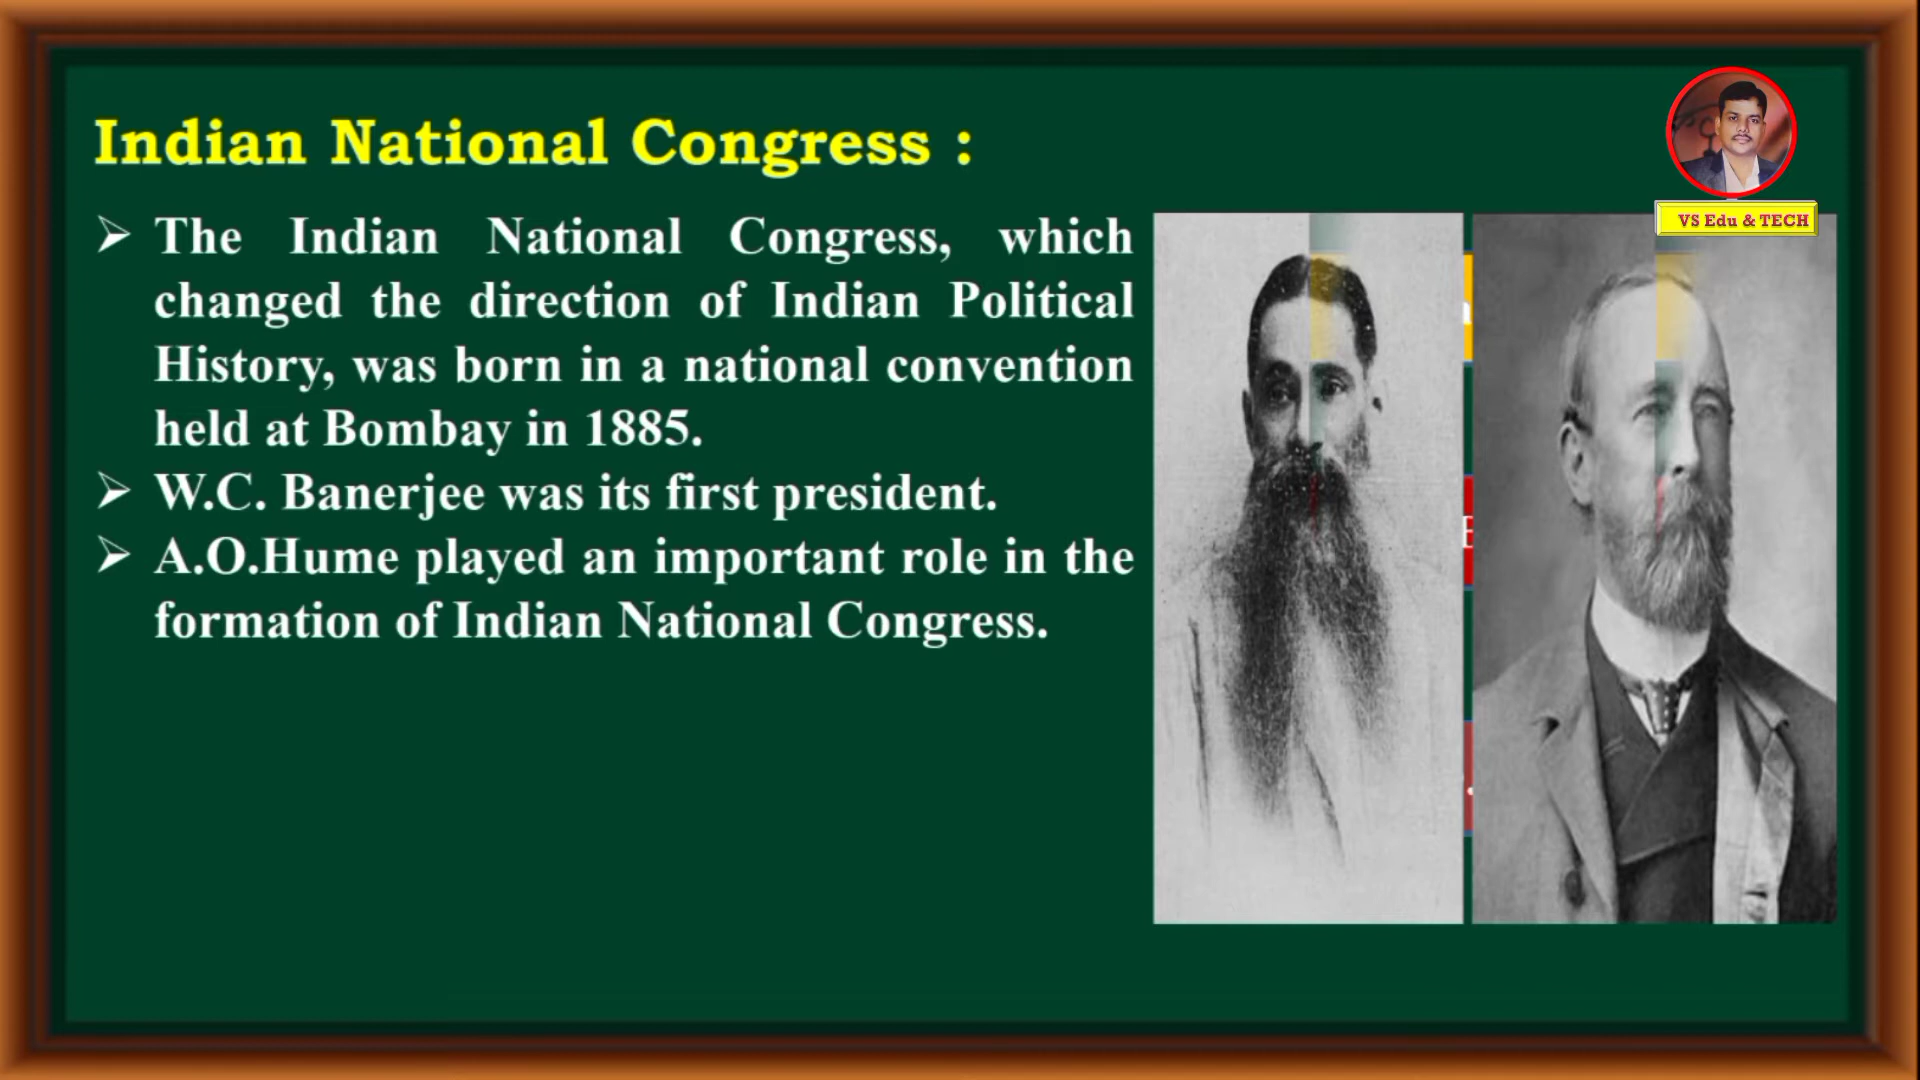 Indian National Congress :
VS Edu & TECH
➢ The Indian National Congress, which
changed the direction of Indian Political
History, was born in a national convention
held at Bombay in 1885.
➢ W.C. Banerjee was its first president.
➢ A.O.Hume played an important role in the
formation of Indian National Congress.